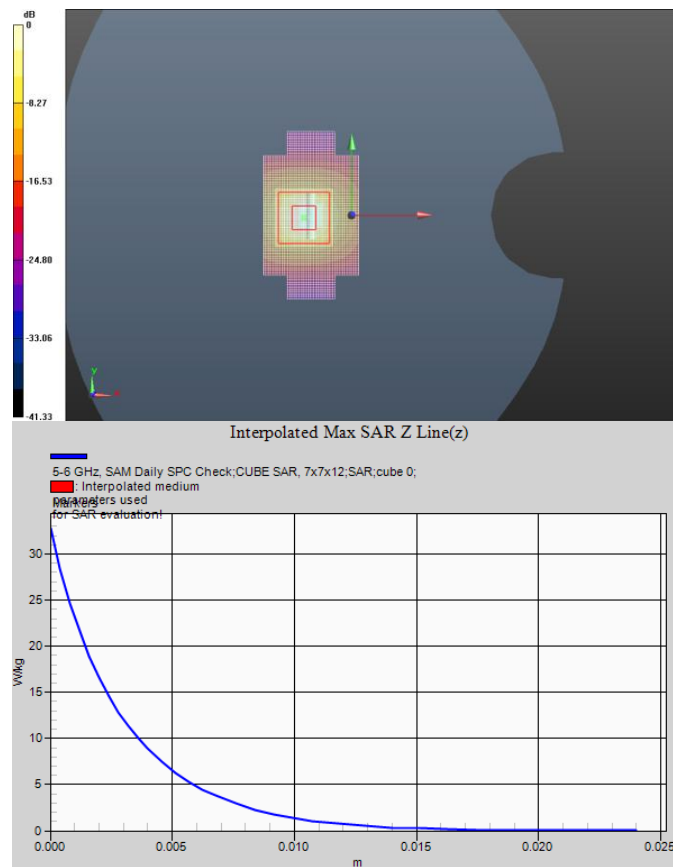 dB
0
-8.27
-16.53
-24.80
-33.06
-41.33
y
x
Interpolated Max SAR Z Line(z)
5-6 GHz, SAM Daily SPC Check;CUBE SAR, 7x7x12;SAR;cube 0;
: Interpolated medium
parameters used
Markers
for SAR evaluation!
W/kg
30
25
20
15
10
5
0
0.000 0.005 0.010 0.015 0.020 0.025
m